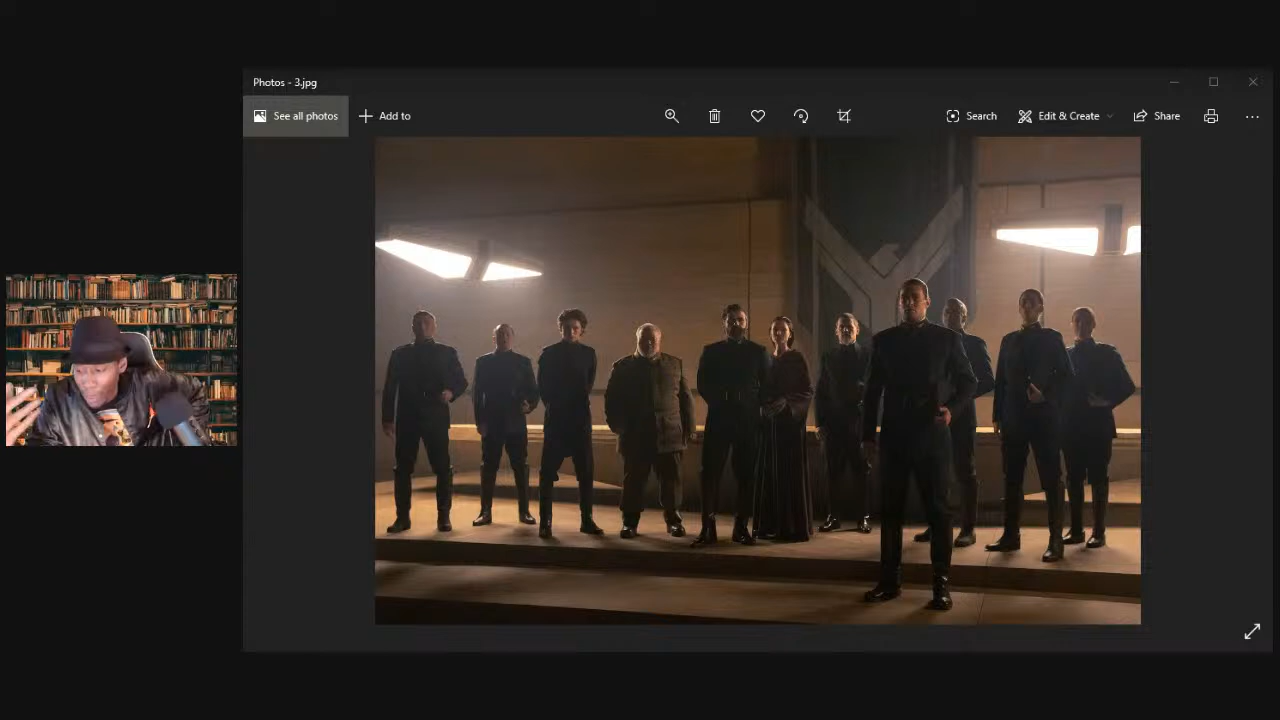 Photos - 3.jpg
See all photos
Add to
Search
Edit & Create
Share